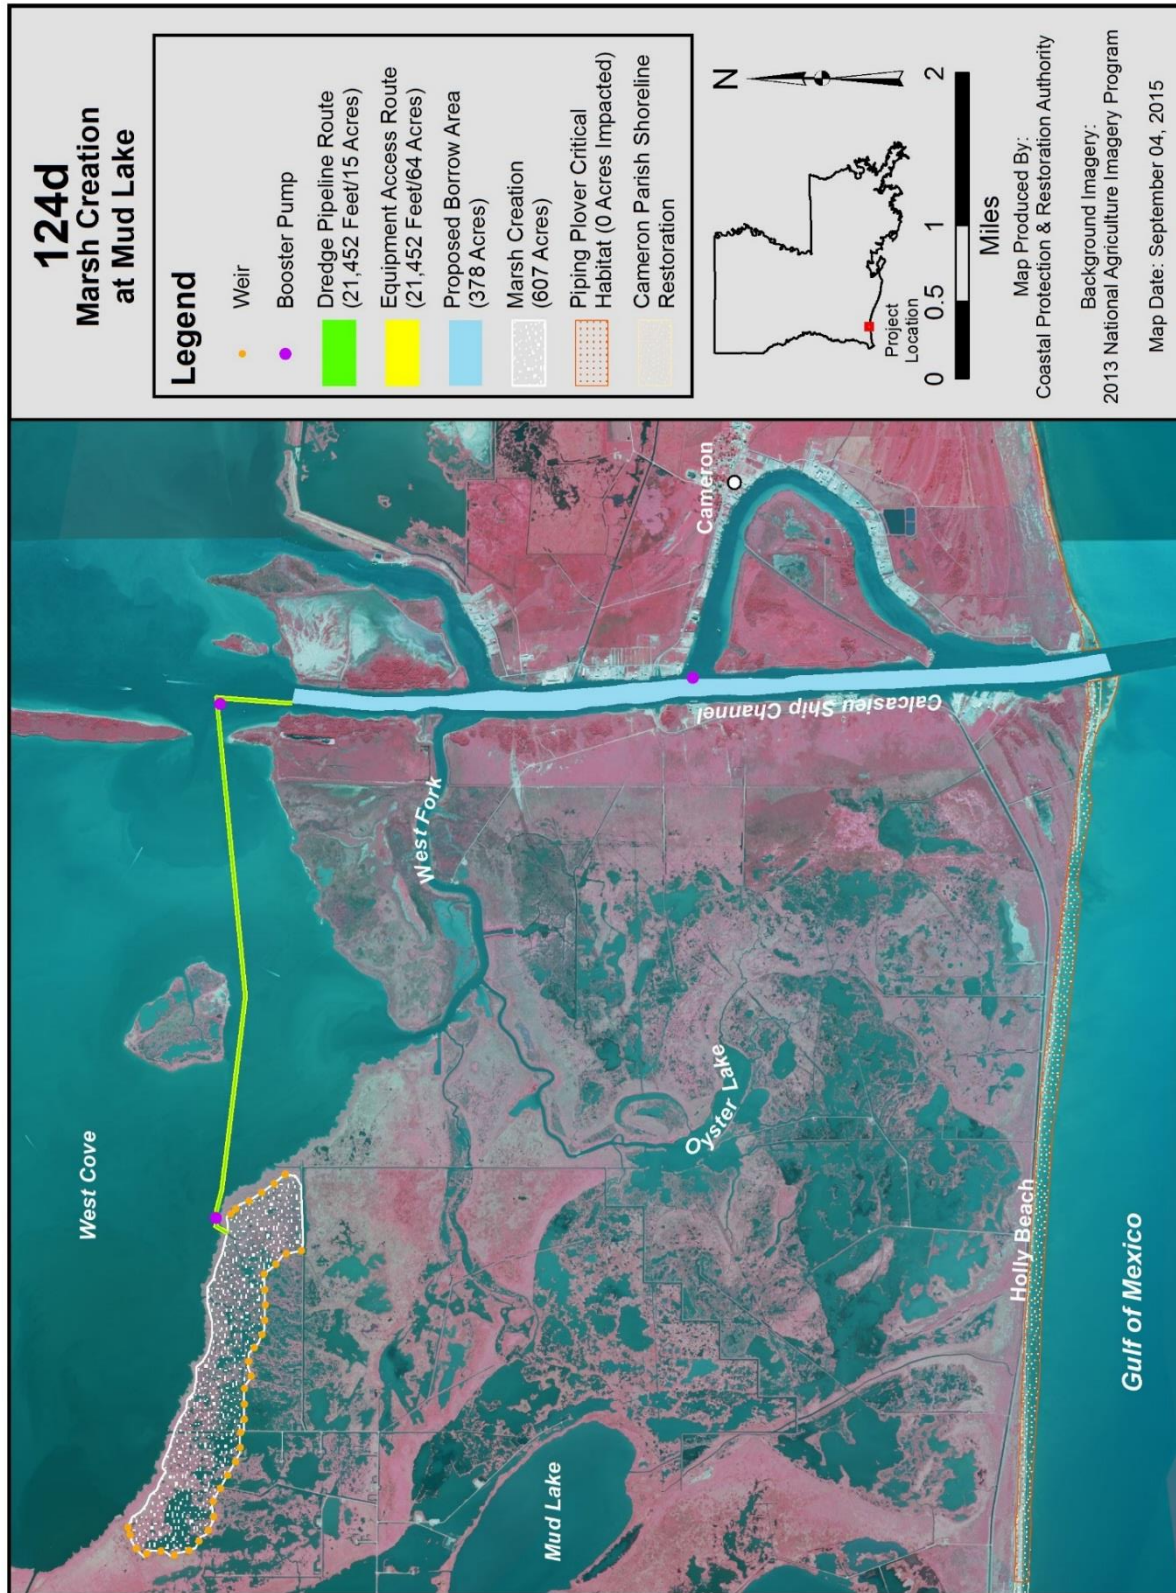 124d
Marsh Creation
at Mud Lake
Legend
Weir
Booster Pump
Dredge Pipeline Route
(21,452 Feet/15 Acres)
Equipment Access Route
(21,452 Feet/64 Acres)
Proposed Borrow Area
(378 Acres)
Marsh Creation
(607 Acres)
Piping Plover Critical
Habitat (0 Acres Impacted)
Cameron Parish Shoreline
Restoration
Project
Location
N
0 0.5 1 2
Miles
Map Produced By:
Coastal Protection & Restoration Authority
Background Imagery:
2013 National Agriculture Imagery Program
Map Date: September 04, 2015
West Cove
West Fork
Calcasieu Ship Channel
Cameron
Oyster Lake
Mud Lake
Holly Beach
Gulf of Mexico